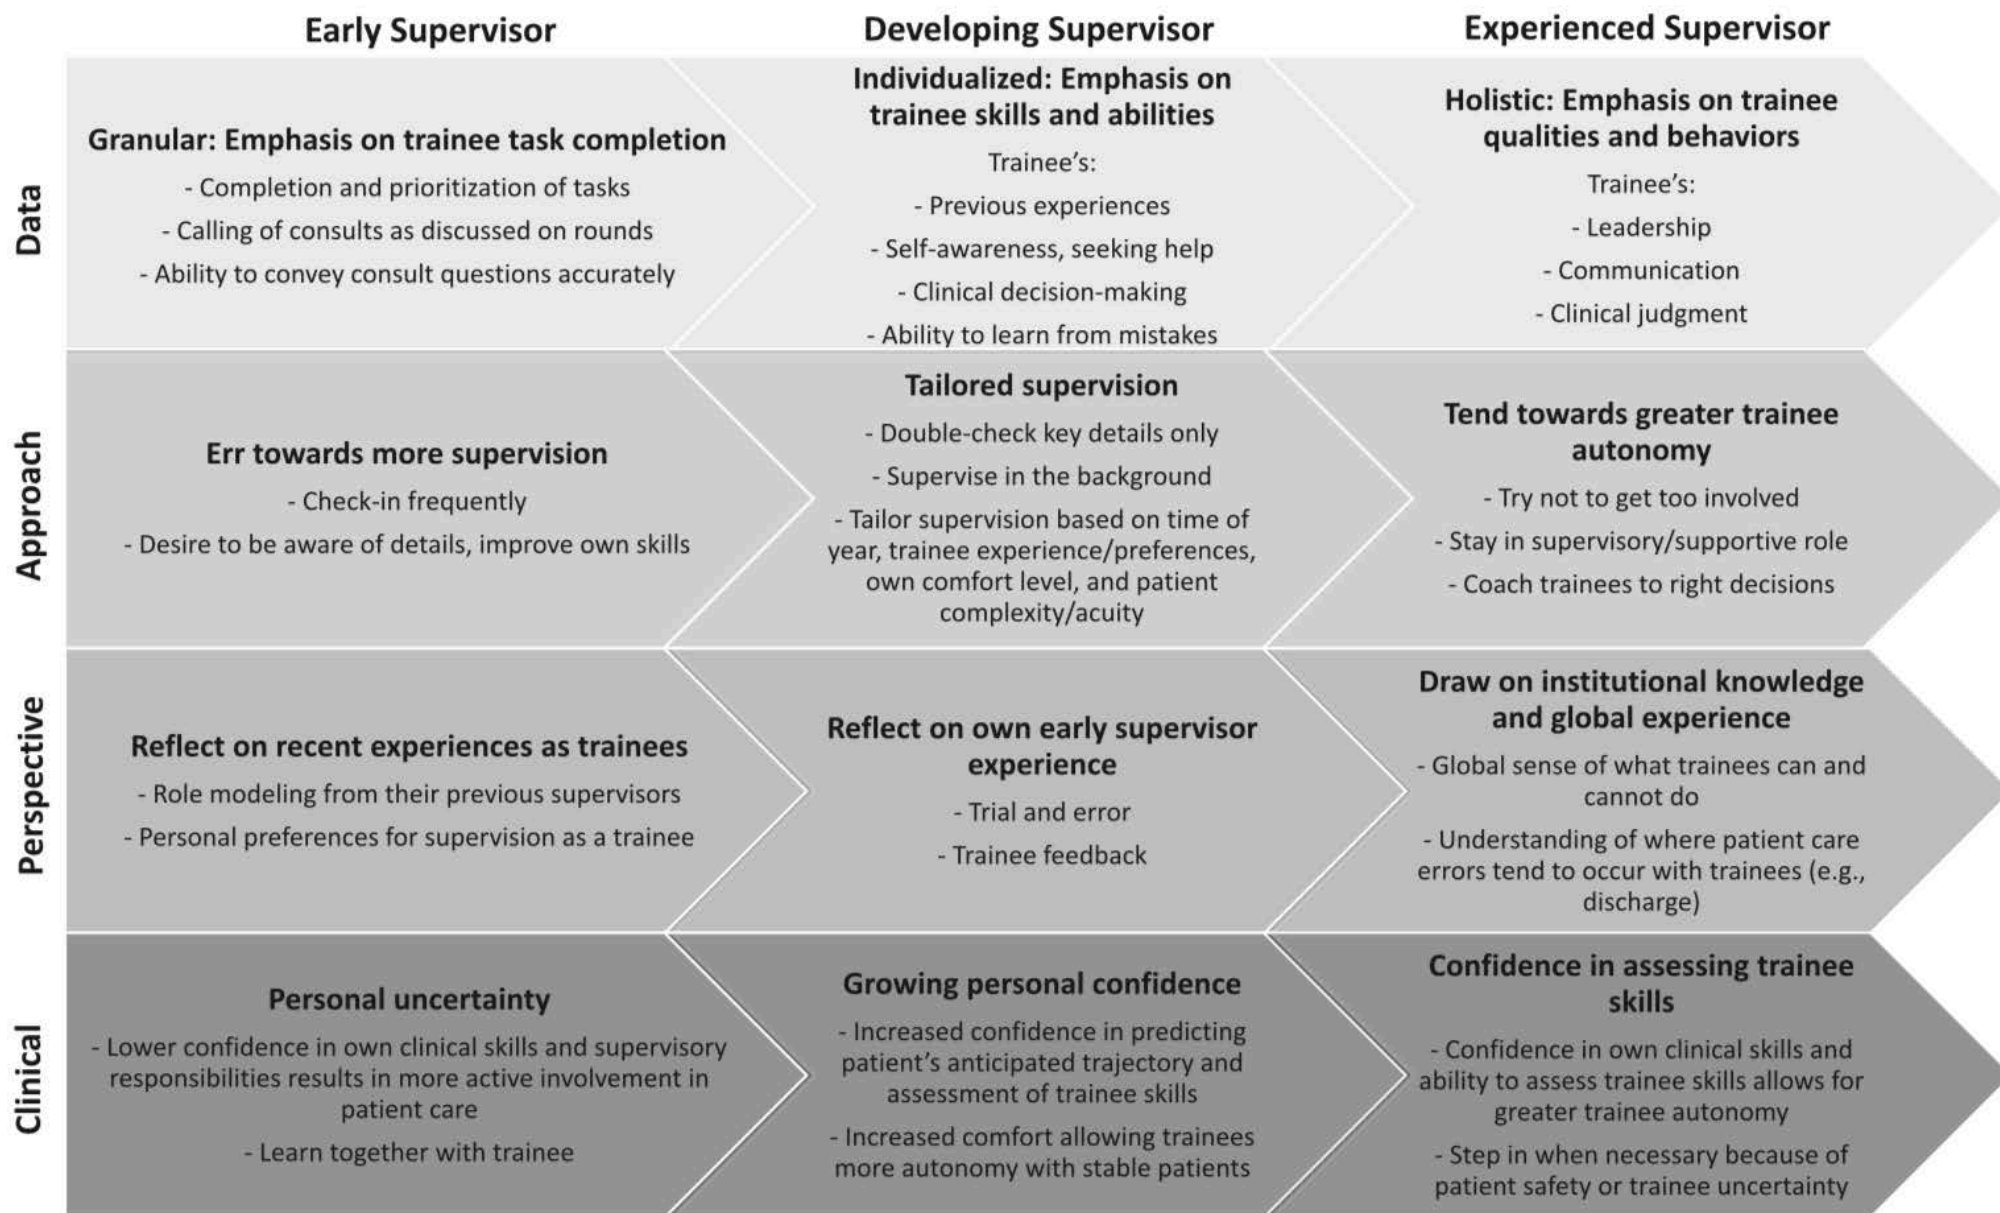 Early Supervisor
Developing Supervisor
Experienced Supervisor
Data
Granular: Emphasis on trainee task completion
- Completion and prioritization of tasks
- Calling of consults as discussed on rounds
- Ability to convey consult questions accurately
Individualized: Emphasis on
trainee skills and abilities
Trainee’s:
- Previous experiences
- Self-awareness, seeking help
- Clinical decision-making
- Ability to learn from mistakes
Holistic: Emphasis on trainee
qualities and behaviors
Trainee’s:
- Leadership
- Communication
- Clinical judgment
Approach
Err towards more supervision
- Check-in frequently
- Desire to be aware of details, improve own skills
Tailored supervision
- Double-check key details only
- Supervise in the background
- Tailor supervision based on time of
year, trainee experience/preferences,
own comfort level, and patient
complexity/acuity
Tend towards greater trainee
autonomy
- Try not to get too involved
- Stay in supervisory/supportive role
- Coach trainees to right decisions
Perspective
Reflect on recent experiences as trainees
- Role modeling from their previous supervisors
- Personal preferences for supervision as a trainee
Reflect on own early supervisor
experience
- Trial and error
- Trainee feedback
Draw on institutional knowledge
and global experience
- Global sense of what trainees can and
cannot do
- Understanding of where patient care
errors tend to occur with trainees (e.g.,
discharge)
Clinical
Personal uncertainty
- Lower confidence in own clinical skills and supervisory
responsibilities results in more active involvement in
patient care
- Learn together with trainee
Growing personal confidence
- Increased confidence in predicting
patient’s anticipated trajectory and
assessment of trainee skills
- Increased comfort allowing trainees
more autonomy with stable patients
Confidence in assessing trainee
skills
- Confidence in own clinical skills and
ability to assess trainee skills allows for
greater trainee autonomy
- Step in when necessary because of
patient safety or trainee uncertainty